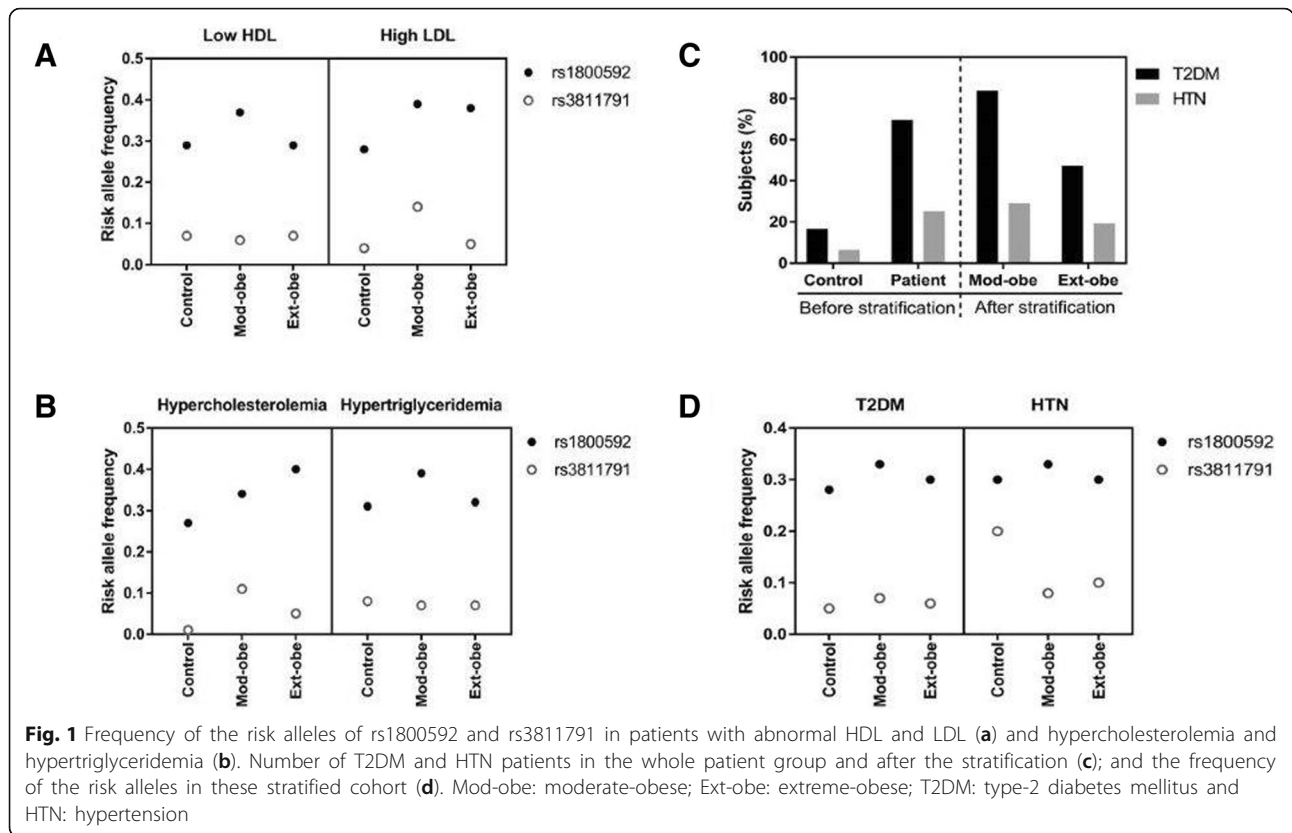 A
Low HDL High LDL
0.5
0.4
0.3
0.2
0.1
0.0
Risk allele frequency
Control Mod-obe Ext-obe Control Mod-obe Ext-obe
rs1800592
rs3811791
C
100
80
60
40
20
0
Subjects (%)
T2DM
HTN
Control Patient Mod-obe Ext-obe
Before stratification After stratification
B
Hypercholesterolemia Hypertriglyceridemia
0.5
0.4
0.3
0.2
0.1
0.0
Risk allele frequency
Control Mod-obe Ext-obe Control Mod-obe Ext-obe
rs1800592
rs3811791
D
T2DM HTN
0.4
0.3
0.2
0.1
0.0
Risk allele frequency
Control Mod-obe Ext-obe Control Mod-obe Ext-obe
rs1800592
rs3811791
Fig. 1 Frequency of the risk alleles of rs1800592 and rs3811791 in patients with abnormal HDL and LDL (a) and hypercholesterolemia and
hypertriglyceridemia (b). Number of T2DM and HTN patients in the whole patient group and after the stratification (c); and the frequency
of the risk alleles in these stratified cohort (d). Mod-obe: moderate-obese; Ext-obe: extreme-obese; T2DM: type-2 diabetes mellitus and
HTN: hypertension